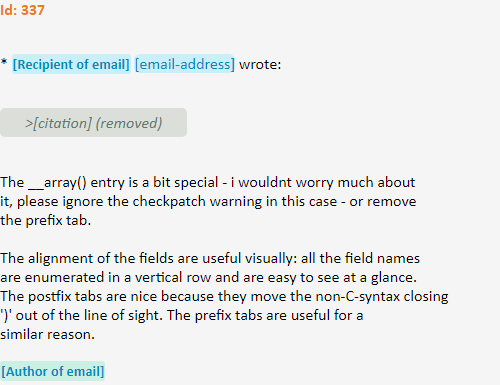 Id: 337
* [Recipient of email] [email-address] wrote:
>[citation] (removed)
The __array() entry is a bit special - i wouldnt worry much about
it, please ignore the checkpatch warning in this case - or remove
the prefix tab.
The alignment of the fields are useful visually: all the field names
are enumerated in a vertical row and are easy to see at a glance.
The postfix tabs are nice because they move the non-C-syntax closing
')' out of the line of sight. The prefix tabs are useful for a
similar reason.
[Author of email]